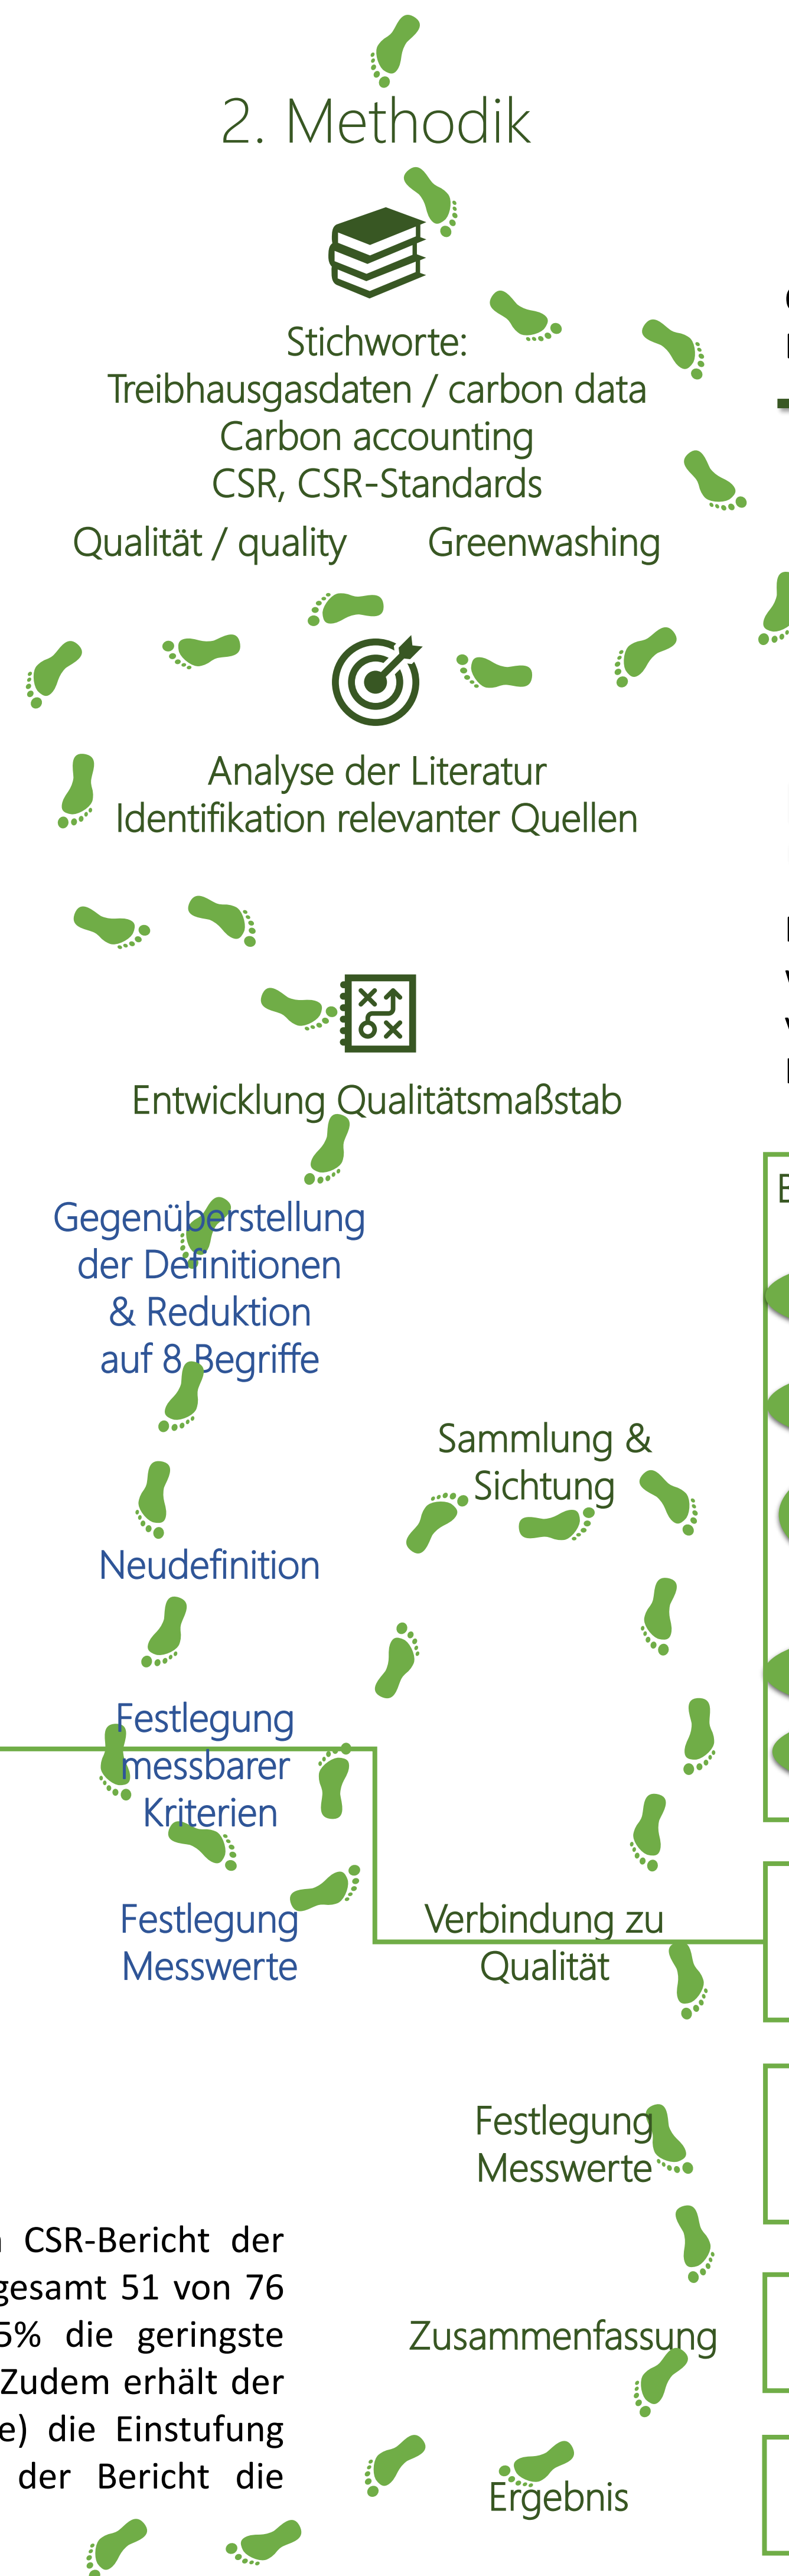 2. Methodik
Stichworte:
Treibhausgasdaten / carbon data
Carbon accounting
CSR, CSR-Standards
Qualität / quality Greenwashing
Analyse der Literatur
Identifikation relevanter Quellen
Entwicklung Qualitätsmaßstab
Gegenüberstellung
der Definitionen
& Reduktion
auf 8 Begriffe
Neudefinition
Festlegung
messbarer
Kriterien
Festlegung
Messwerte
Sammlung &
Sichtung
Verbindung zu
Qualität
Festlegung
Messwerte
Zusammenfassung
Ergebnis
CSR-Bericht der
gesamt 51 von 76
5% die geringste
Zudem erhält der
e) die Einstufung
der Bericht die